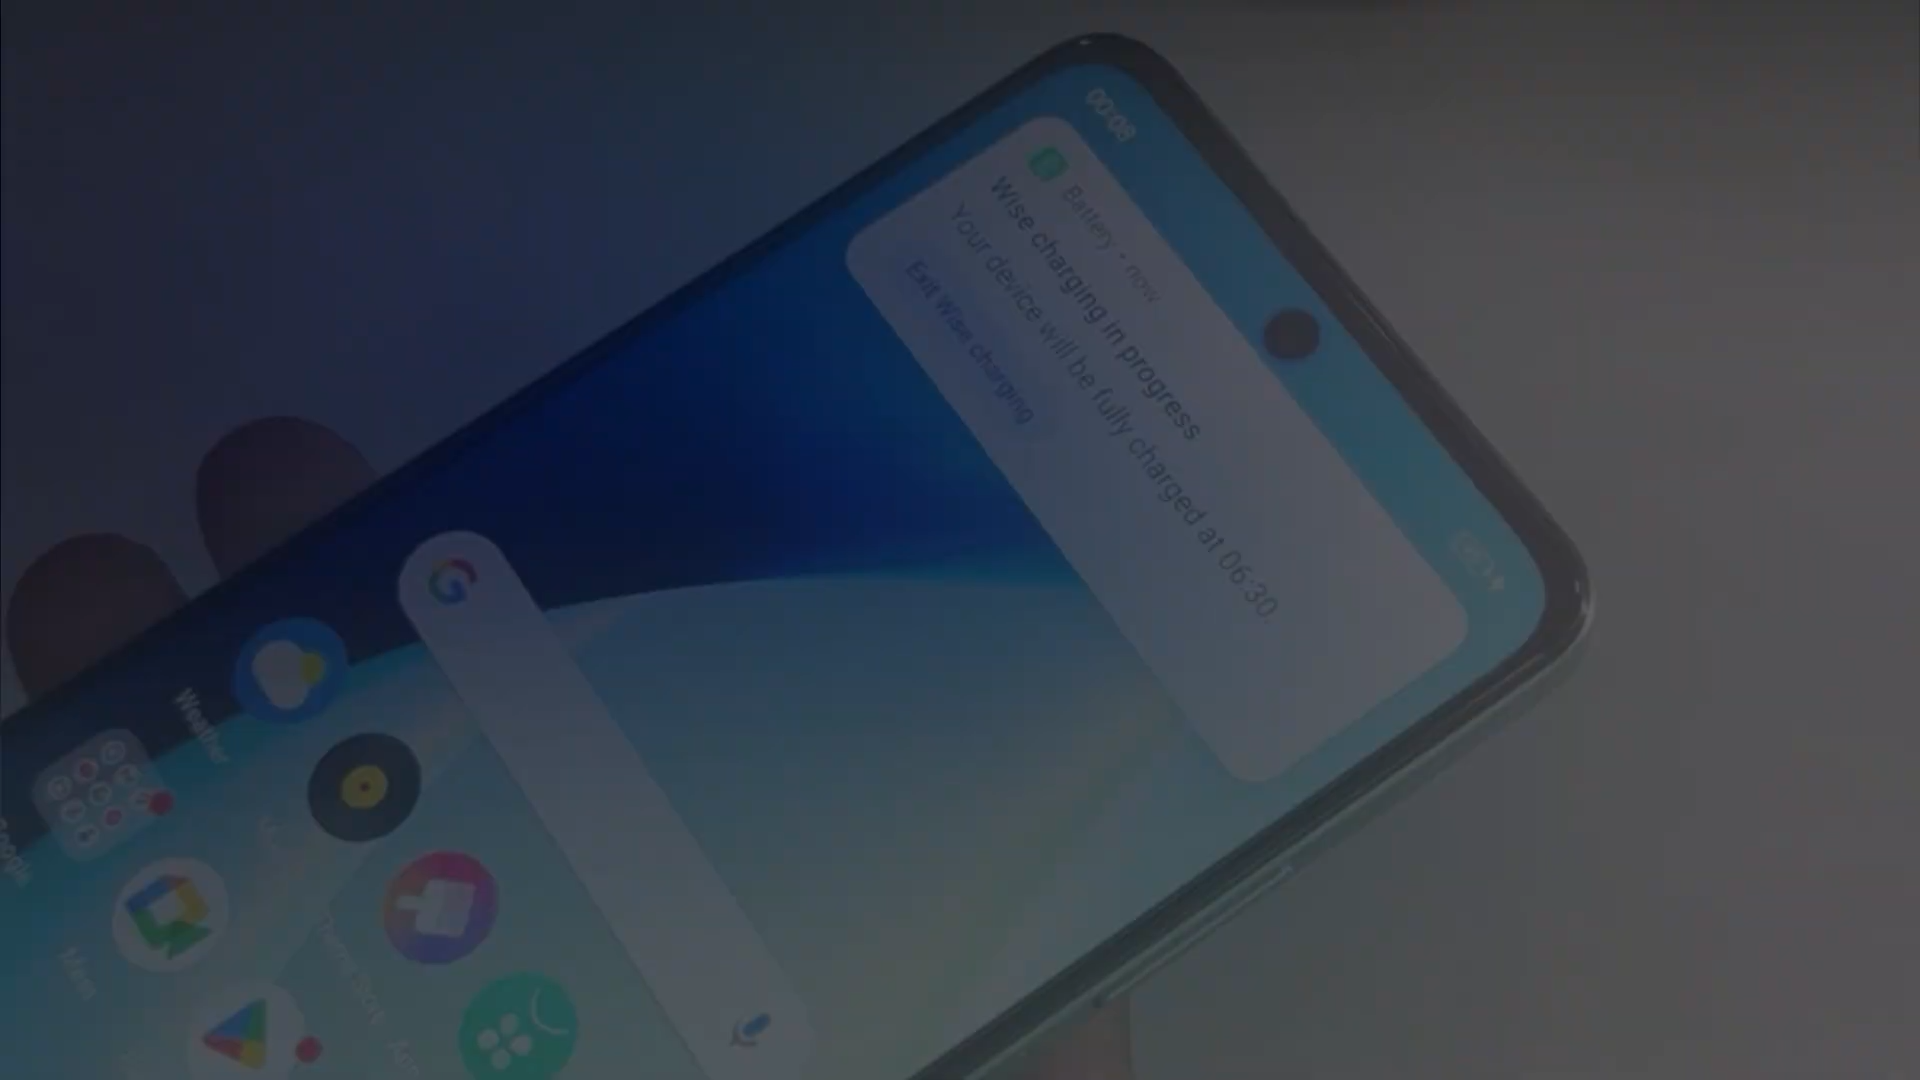 00:08
Battery • now
Wise charging in progress
Your device will be fully charged at 06:30.
Exit Wise charging
Weather
Google